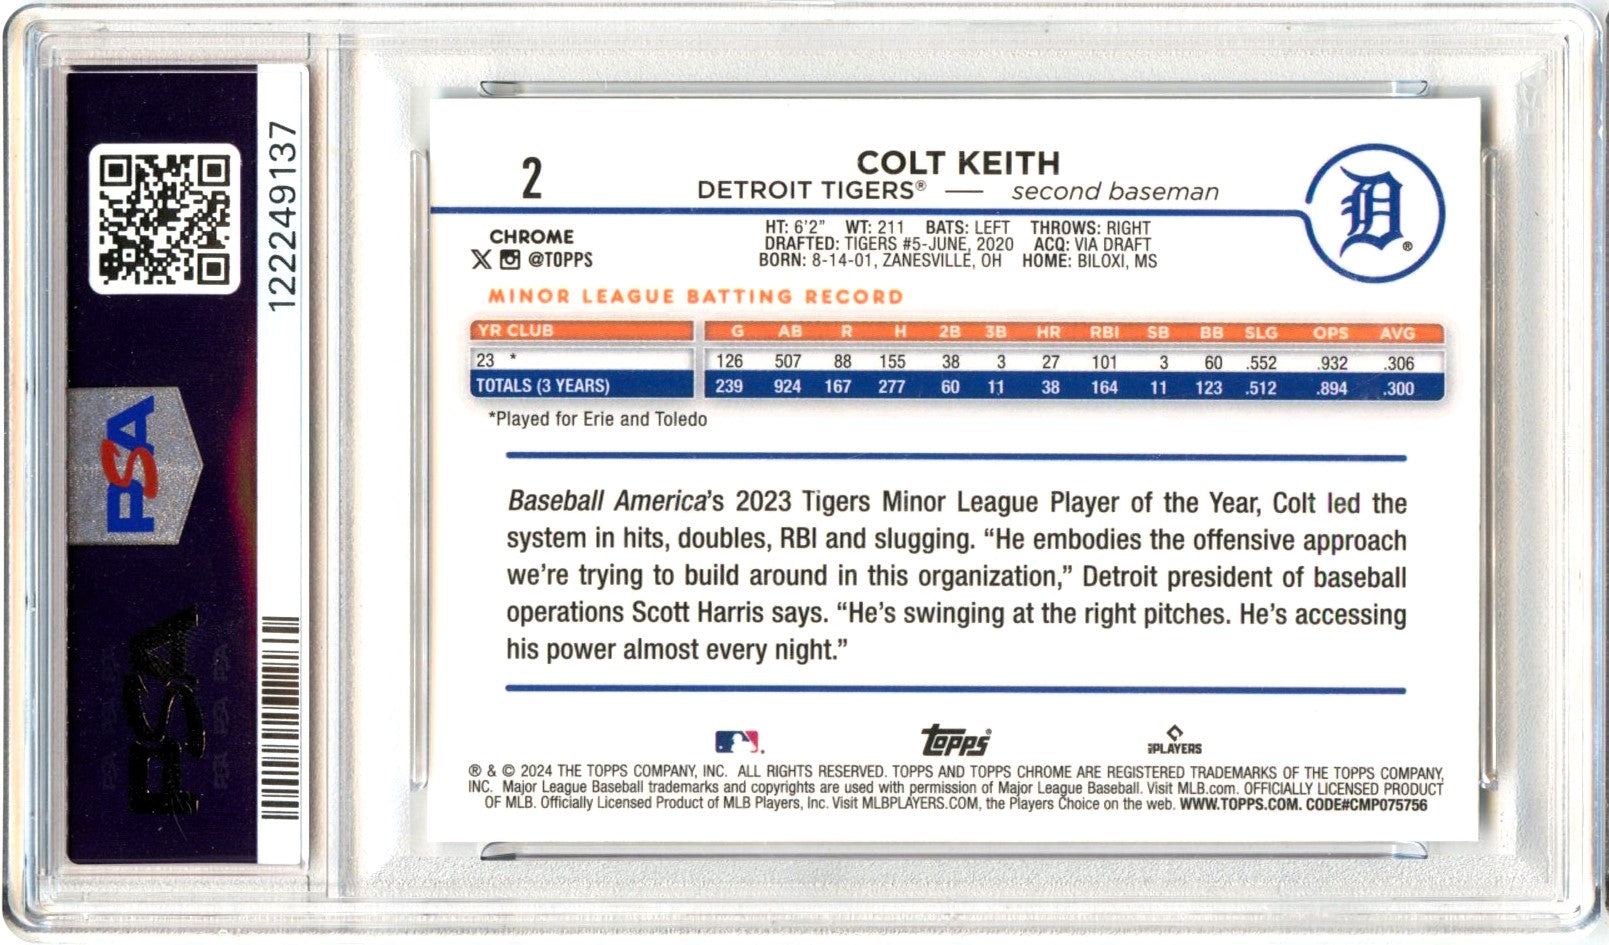 122249137
PSA
PSA
2
COLT KEITH
DETROIT TIGERS® — second baseman
D®
CHROME
X @TOPPS
HT: 6'2" WT: 211 BATS: LEFT THROWS: RIGHT
DRAFTED: TIGERS #5-JUNE, 2020 ACQ: VIA DRAFT
BORN: 8-14-01, ZANESVILLE, OH HOME: BILOXI, MS
MINOR LEAGUE BATTING RECORD
YR CLUB G AB R H 2B 3B HR RBI SB BB SLG OPS AVG
23 * 126 507 88 155 38 3 27 101 3 60 .552 .932 .306
TOTALS (3 YEARS) 239 924 167 277 60 11 38 164 11 123 .512 .894 .300
*Played for Erie and Toledo
Baseball America's 2023 Tigers Minor League Player of the Year, Colt led the
system in hits, doubles, RBI and slugging. “He embodies the offensive approach
we're trying to build around in this organization,” Detroit president of baseball
operations Scott Harris says. “He's swinging at the right pitches. He's accessing
his power almost every night.”
topps
PLAYERS
® & © 2024 THE TOPPS COMPANY, INC. ALL RIGHTS RESERVED. TOPPS AND TOPPS CHROME ARE REGISTERED TRADEMARKS OF THE TOPPS COMPANY,
INC. Major League Baseball trademarks and copyrights are used with permission of Major League Baseball. Visit MLB.com. OFFICIALLY LICENSED PRODUCT
OF MLB. Officially Licensed Product of MLB Players, Inc. Visit MLBPLAYERS.COM, the Players Choice on the web. WWW.TOPPS.COM. CODE#CMP075756